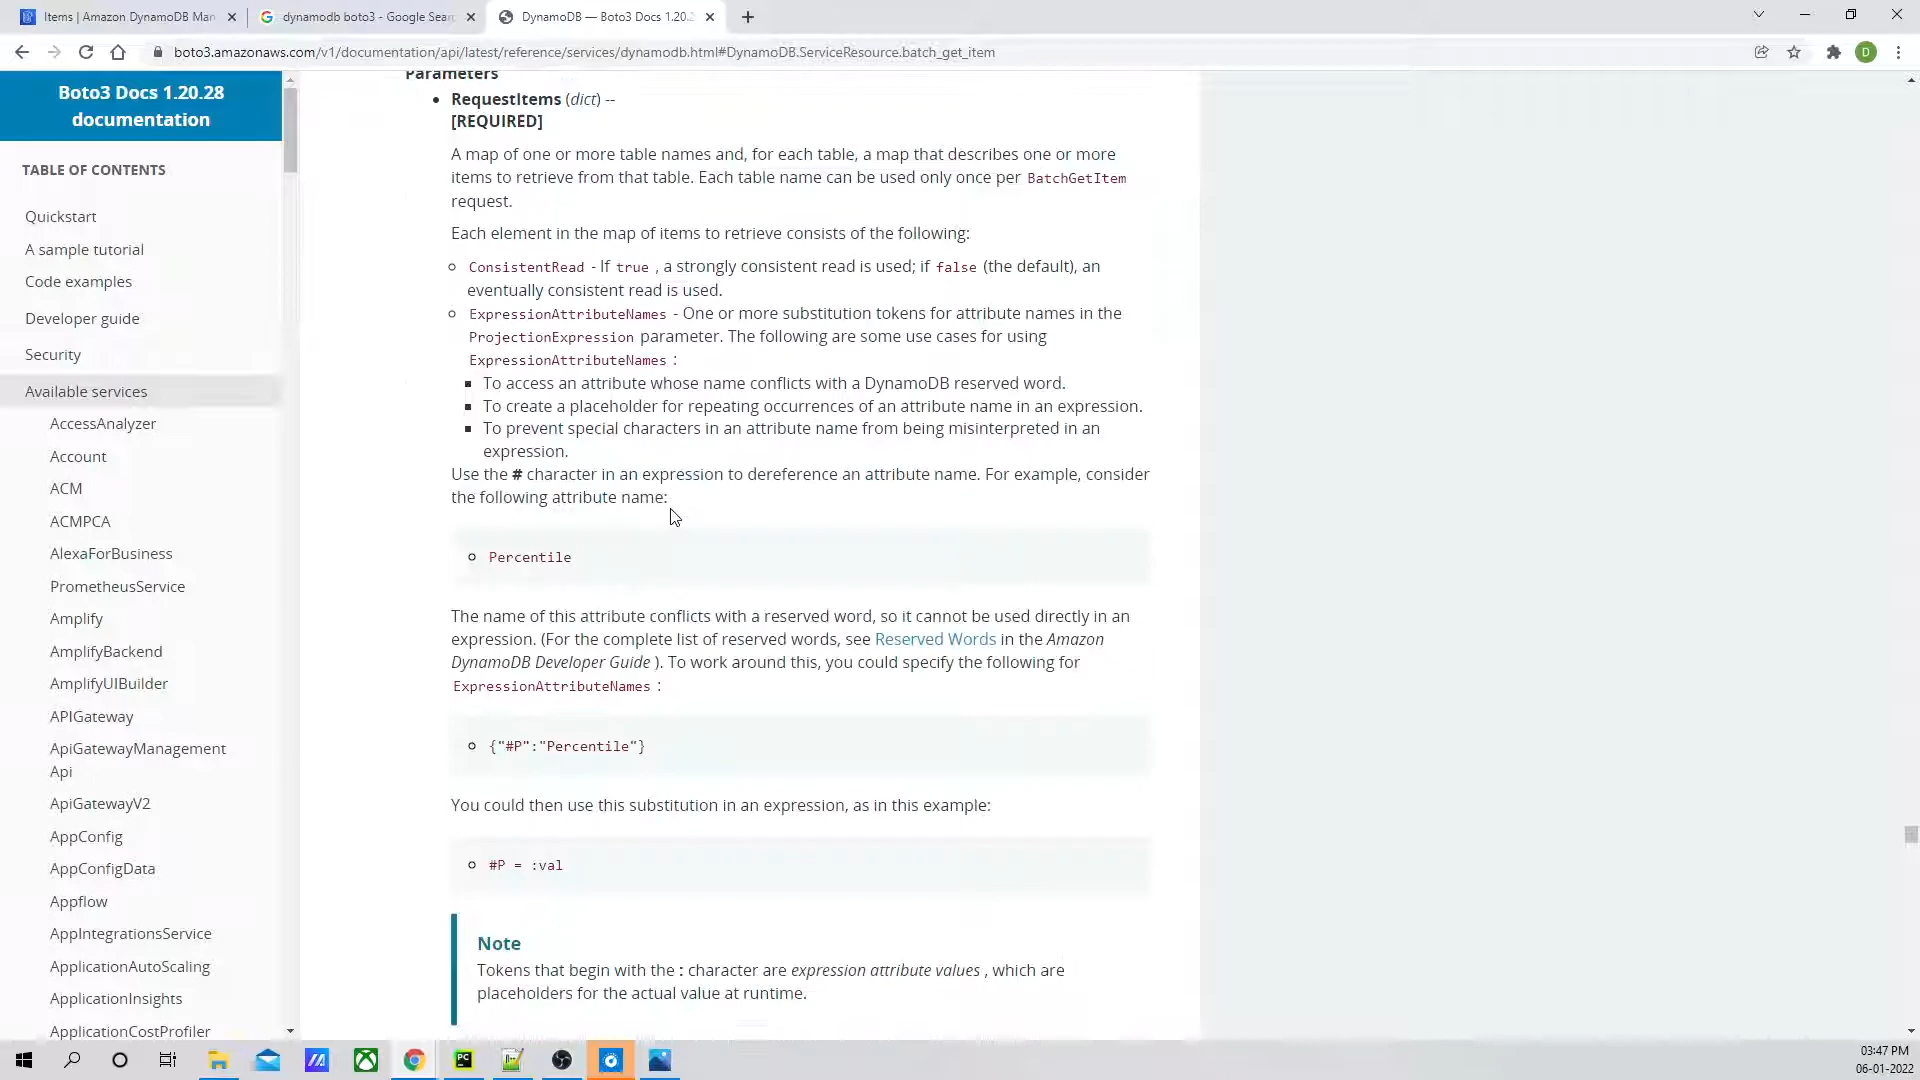 Items | Amazon DynamoDB Man
dynamodb boto3 - Google Sear
DynamoDB — Boto3 Docs 1.20.2
boto3.amazonaws.com/v1/documentation/api/latest/reference/services/dynamodb.html#DynamoDB.ServiceResource.batch_get_item
D
Boto3 Docs 1.20.28
documentation
TABLE OF CONTENTS
Quickstart
A sample tutorial
Code examples
Developer guide
Security
Available services
AccessAnalyzer
Account
ACM
ACMPCA
AlexaForBusiness
PrometheusService
Amplify
AmplifyBackend
AmplifyUIBuilder
APIGateway
ApiGatewayManagement
Api
ApiGatewayV2
AppConfig
AppConfigData
Appflow
AppIntegrationsService
ApplicationAutoScaling
ApplicationInsights
ApplicationCostProfiler
Parameters
RequestItems (dict) --
[REQUIRED]
A map of one or more table names and, for each table, a map that describes one or more
items to retrieve from that table. Each table name can be used only once per BatchGetItem
request.
Each element in the map of items to retrieve consists of the following:
ConsistentRead - If true , a strongly consistent read is used; if false (the default), an
eventually consistent read is used.
ExpressionAttributeNames - One or more substitution tokens for attribute names in the
ProjectionExpression parameter. The following are some use cases for using
ExpressionAttributeNames :
To access an attribute whose name conflicts with a DynamoDB reserved word.
To create a placeholder for repeating occurrences of an attribute name in an expression.
To prevent special characters in an attribute name from being misinterpreted in an
expression.
Use the # character in an expression to dereference an attribute name. For example, consider
the following attribute name:
Percentile
The name of this attribute conflicts with a reserved word, so it cannot be used directly in an
expression. (For the complete list of reserved words, see Reserved Words in the Amazon
DynamoDB Developer Guide ). To work around this, you could specify the following for
ExpressionAttributeNames :
{"#P":"Percentile"}
You could then use this substitution in an expression, as in this example:
#P = :val
Note
Tokens that begin with the : character are expression attribute values , which are
placeholders for the actual value at runtime.
PC
03:47 PM
06-01-2022